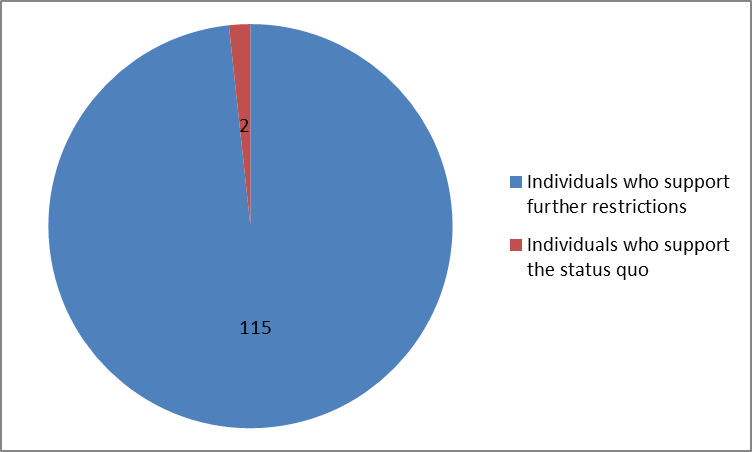 2
115
Individuals who support
further restrictions
Individuals who support
the status quo